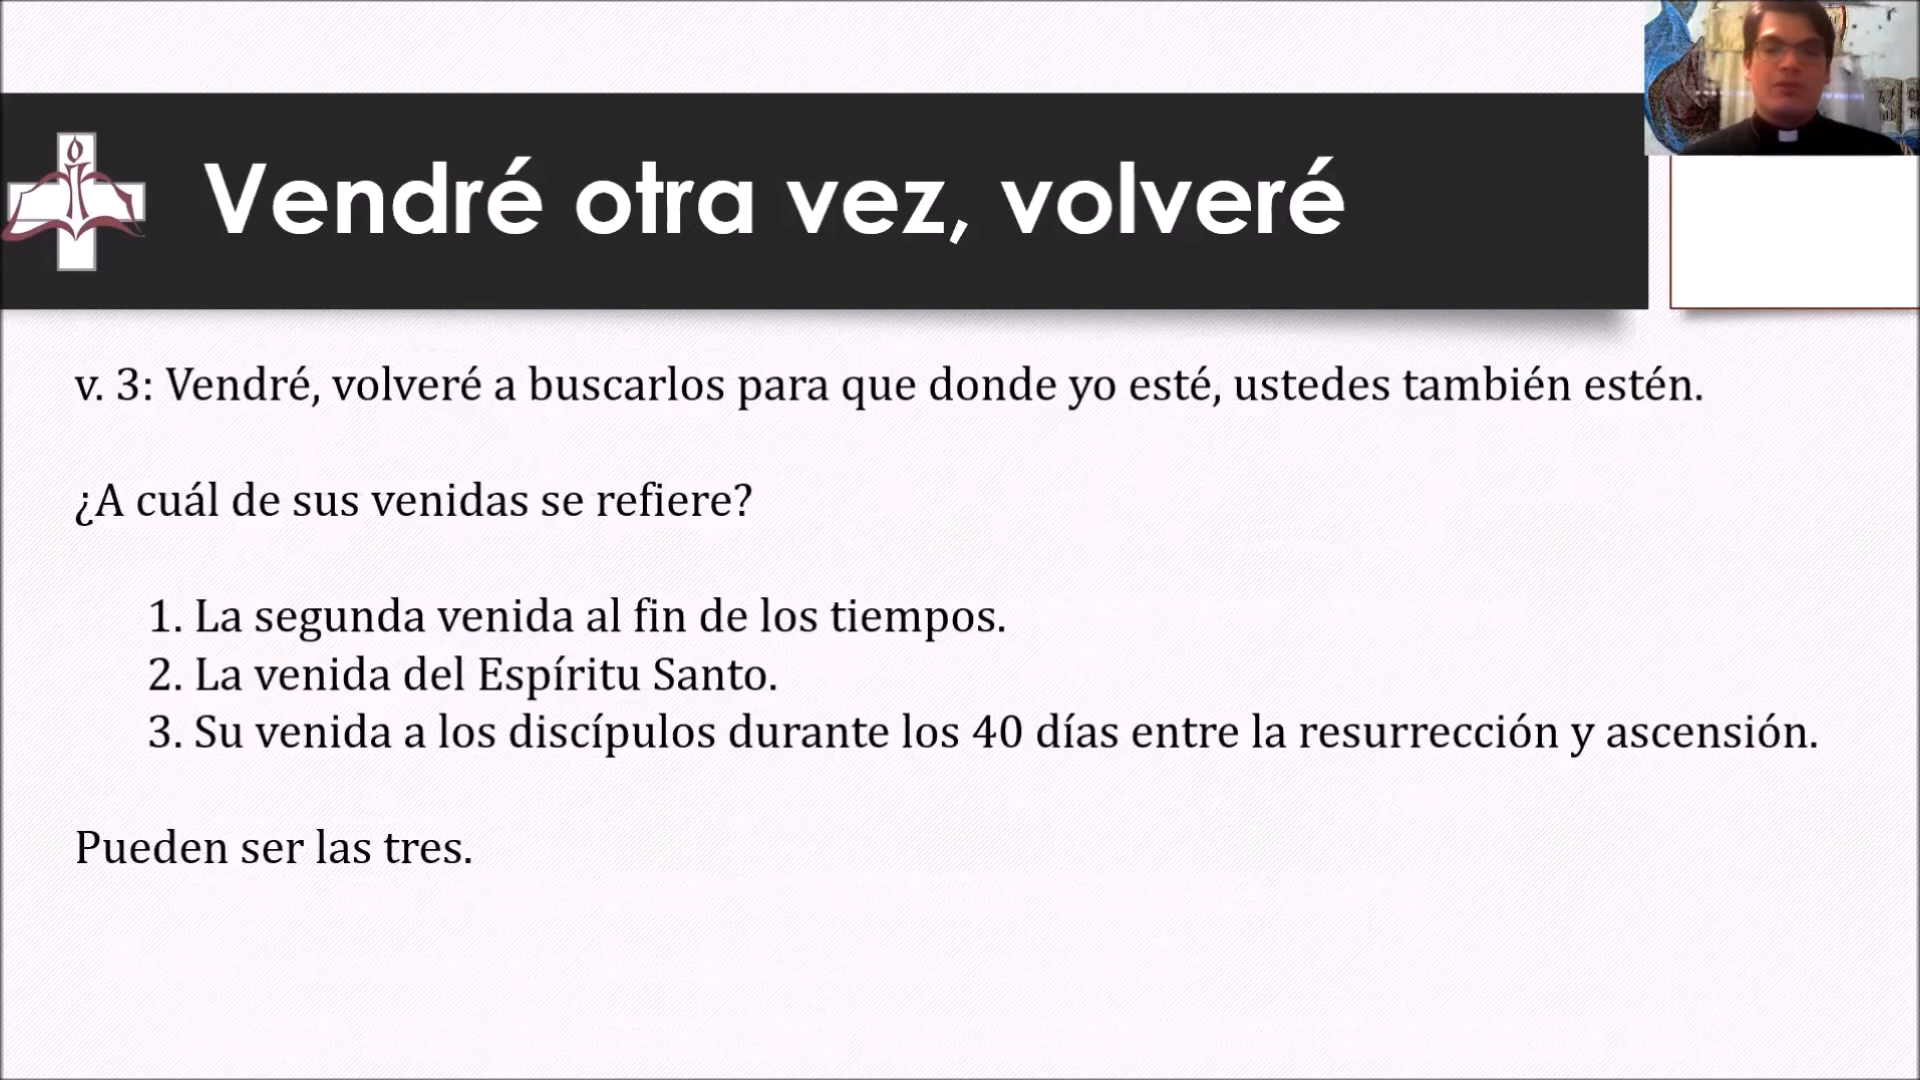 Vendré otra vez, volveré
v. 3: Vendré, volveré a buscarlos para que donde yo esté, ustedes también estén.
¿A cuál de sus venidas se refiere?
1. La segunda venida al fin de los tiempos.
2. La venida del Espíritu Santo.
3. Su venida a los discípulos durante los 40 días entre la resurrección y ascensión.
Pueden ser las tres.